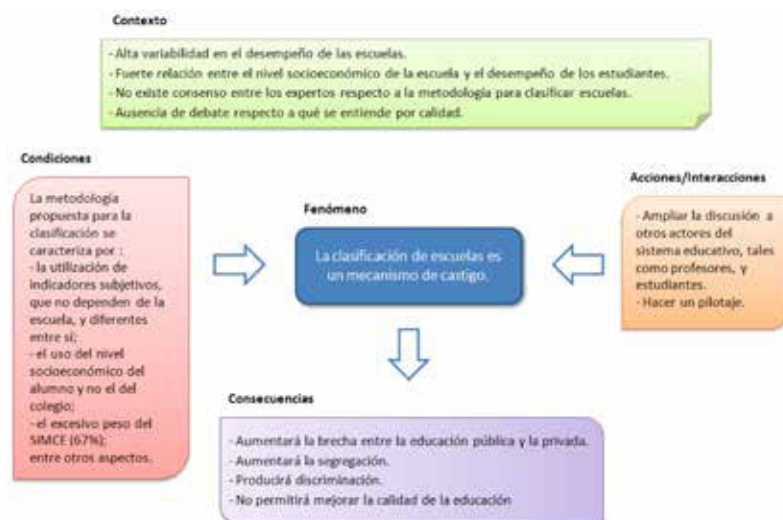 Contexto
- Alta variabilidad en el desempeño de las escuelas.
- Fuerte relación entre el nivel socioeconómico de la escuela y el desempeño de los estudiantes.
- No existe consenso entre los expertos respecto a la metodología para clasificar escuelas.
- Ausencia de debate respecto a qué se entiende por calidad.
Condiciones
La metodología
propuesta para la
clasificación se
caracteriza por :
- la utilización de
indicadores subjetivos,
que no dependen de la
escuela, y diferentes
entre sí;
- el uso del nivel
socioeconómico del
alumno y no el del
colegio;
- el excesivo peso del
SIMCE (67%);
entre otros aspectos.
Fenómeno
La clasificación de escuelas es
un mecanismo de castigo.
Acciones/Interacciones
- Ampliar la discusión a
otros actores del
sistema educativo, tales
como profesores, y
estudiantes.
- Hacer un pilotaje.
Consecuencias
- Aumentará la brecha entre la educación pública y la privada.
- Aumentará la segregación.
- Producirá discriminación.
- No permitirá mejorar la calidad de la educación